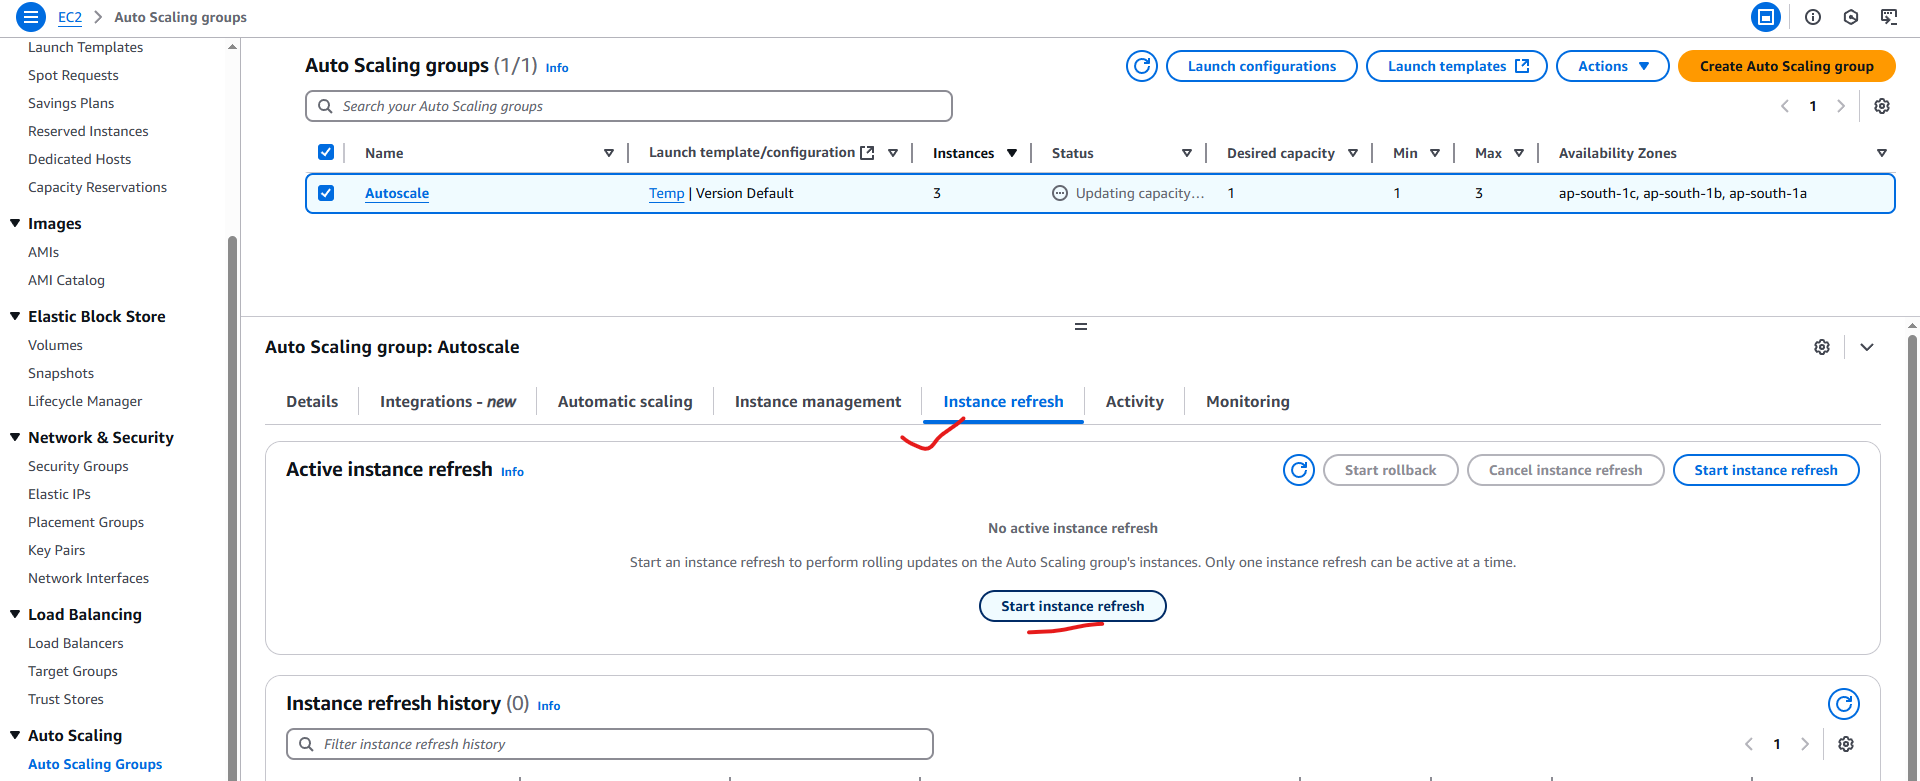 EC2 > Auto Scaling groups
Launch Templates
Spot Requests
Savings Plans
Reserved Instances
Dedicated Hosts
Capacity Reservations
Images
AMIs
AMI Catalog
Elastic Block Store
Volumes
Snapshots
Lifecycle Manager
Network & Security
Security Groups
Elastic IPs
Placement Groups
Key Pairs
Network Interfaces
Load Balancing
Load Balancers
Target Groups
Trust Stores
Auto Scaling
Auto Scaling Groups
Auto Scaling groups (1/1) Info
Launch configurations
Launch templates
Actions
Create Auto Scaling group
Search your Auto Scaling groups
1
Name Launch template/configuration Instances Status Desired capacity Min Max Availability Zones
Autoscale Temp | Version Default 3 Updating capacity... 1 1 3 ap-south-1c, ap-south-1b, ap-south-1a
Auto Scaling group: Autoscale
Details Integrations - new Automatic scaling Instance management Instance refresh Activity Monitoring
Active instance refresh Info
Start rollback
Cancel instance refresh
Start instance refresh
No active instance refresh
Start an instance refresh to perform rolling updates on the Auto Scaling group's instances. Only one instance refresh can be active at a time.
Start instance refresh
Instance refresh history (0) Info
Filter instance refresh history
1